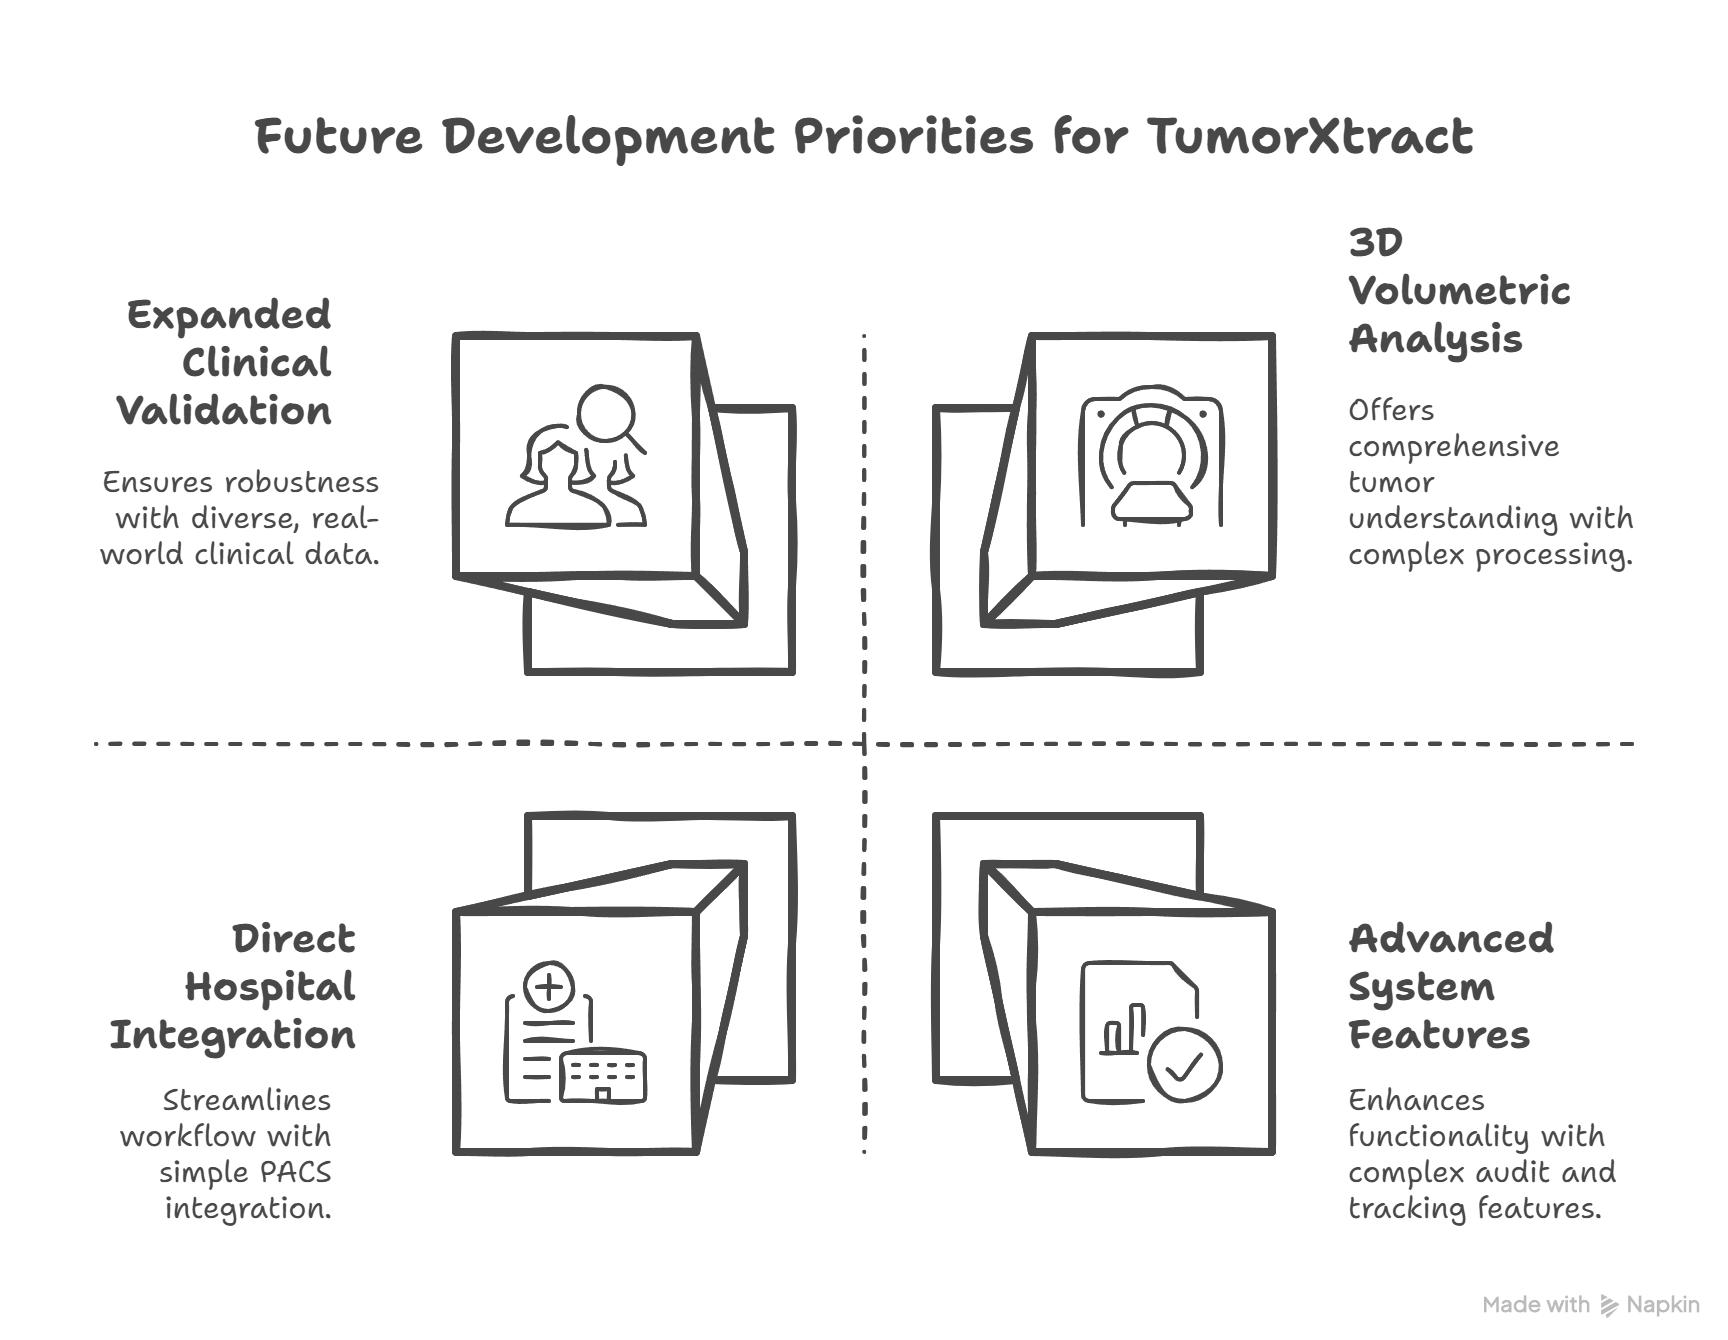 Future Development Priorities for TumorXtract
Expanded
Clinical
Validation
Ensures robustness
with diverse, real-
world clinical data.
3D
Volumetric
Analysis
Offers
comprehensive
tumor
understanding with
complex processing.
Direct
Hospital
Integration
Streamlines
workflow with
simple PACS
integration.
Advanced
System
Features
Enhances
functionality with
complex audit and
tracking features.
Made with Napkin